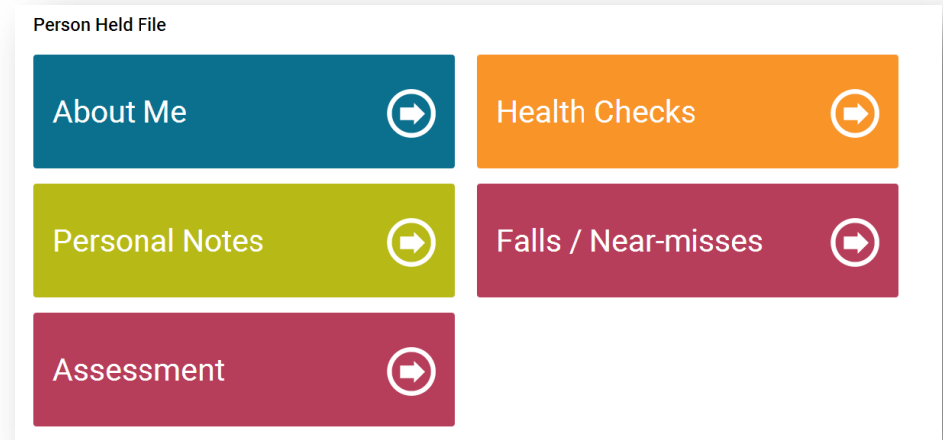 Person Held File
About Me
Health Checks
Personal Notes
Falls / Near-misses
Assessment